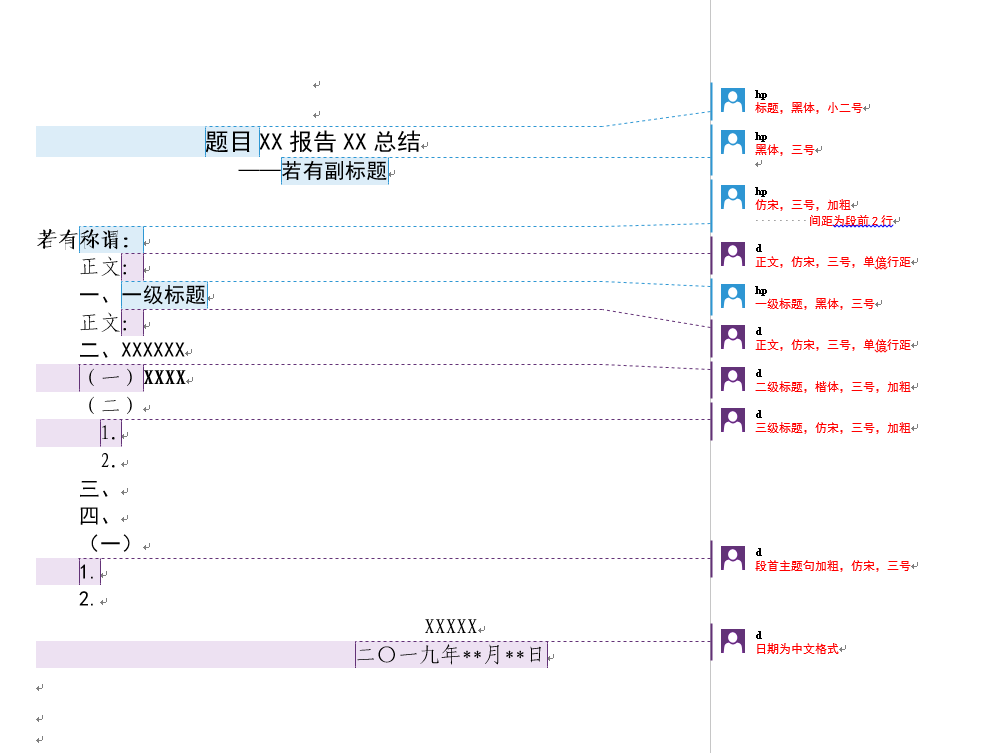 hp
标题，黑体，小二号
题目 XX 报告 XX 总结
hp
黑体，三号
——若有副标题
hp
仿宋，三号，加粗
间距为段前 2 行
若有称谓：
d
正文，仿宋，三号，单倍行距
正文：
hp
一级标题，黑体，三号
一、一级标题
正文：
d
正文，仿宋，三号，单倍行距
二、XXXXXX
d
二级标题，楷体，三号，加粗
（一）XXXX
（二）
d
三级标题，仿宋，三号，加粗
1.
2.
三、
四、
（一）
d
段首主题句加粗，仿宋，三号
1.
2.
XXXXX
d
日期为中文格式
二〇一九年**月**日